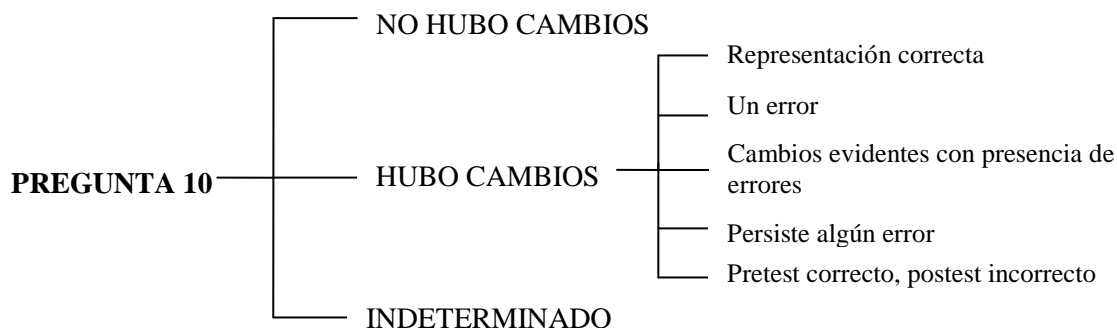 NO HUBO CAMBIOS
Representación correcta
Un error
PREGUNTA 10
HUBO CAMBIOS
Cambios evidentes con presencia de
errores
Persiste algún error
Pretest correcto, postest incorrecto
INDETERMINADO